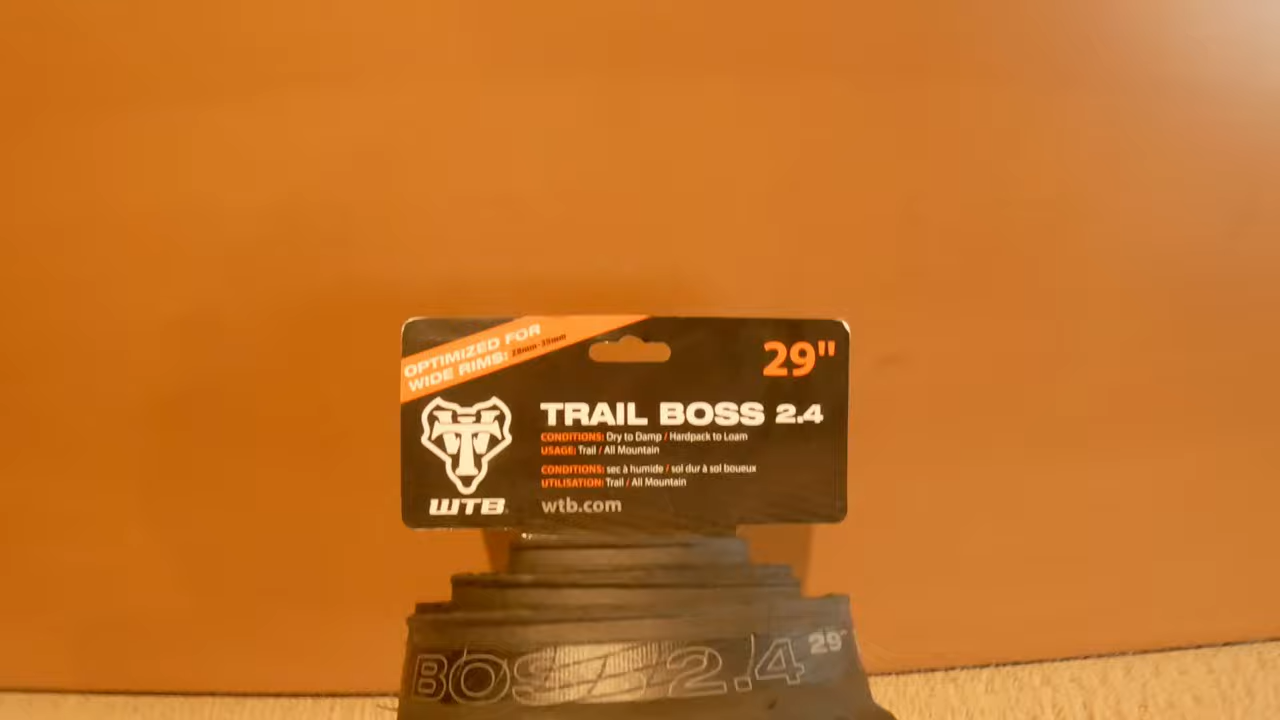 OPTIMIZED FOR
WIDE RIMS: 28mm-35mm
29"
TRAIL BOSS 2.4
CONDITIONS: Dry to Damp / Hardpack to Loam
USAGE: Trail / All Mountain
CONDITIONS: sec à humide / sol dur à sol boueux
UTILISATION: Trail / All Mountain
WTB
wtb.com
BOSS 2.4 29"